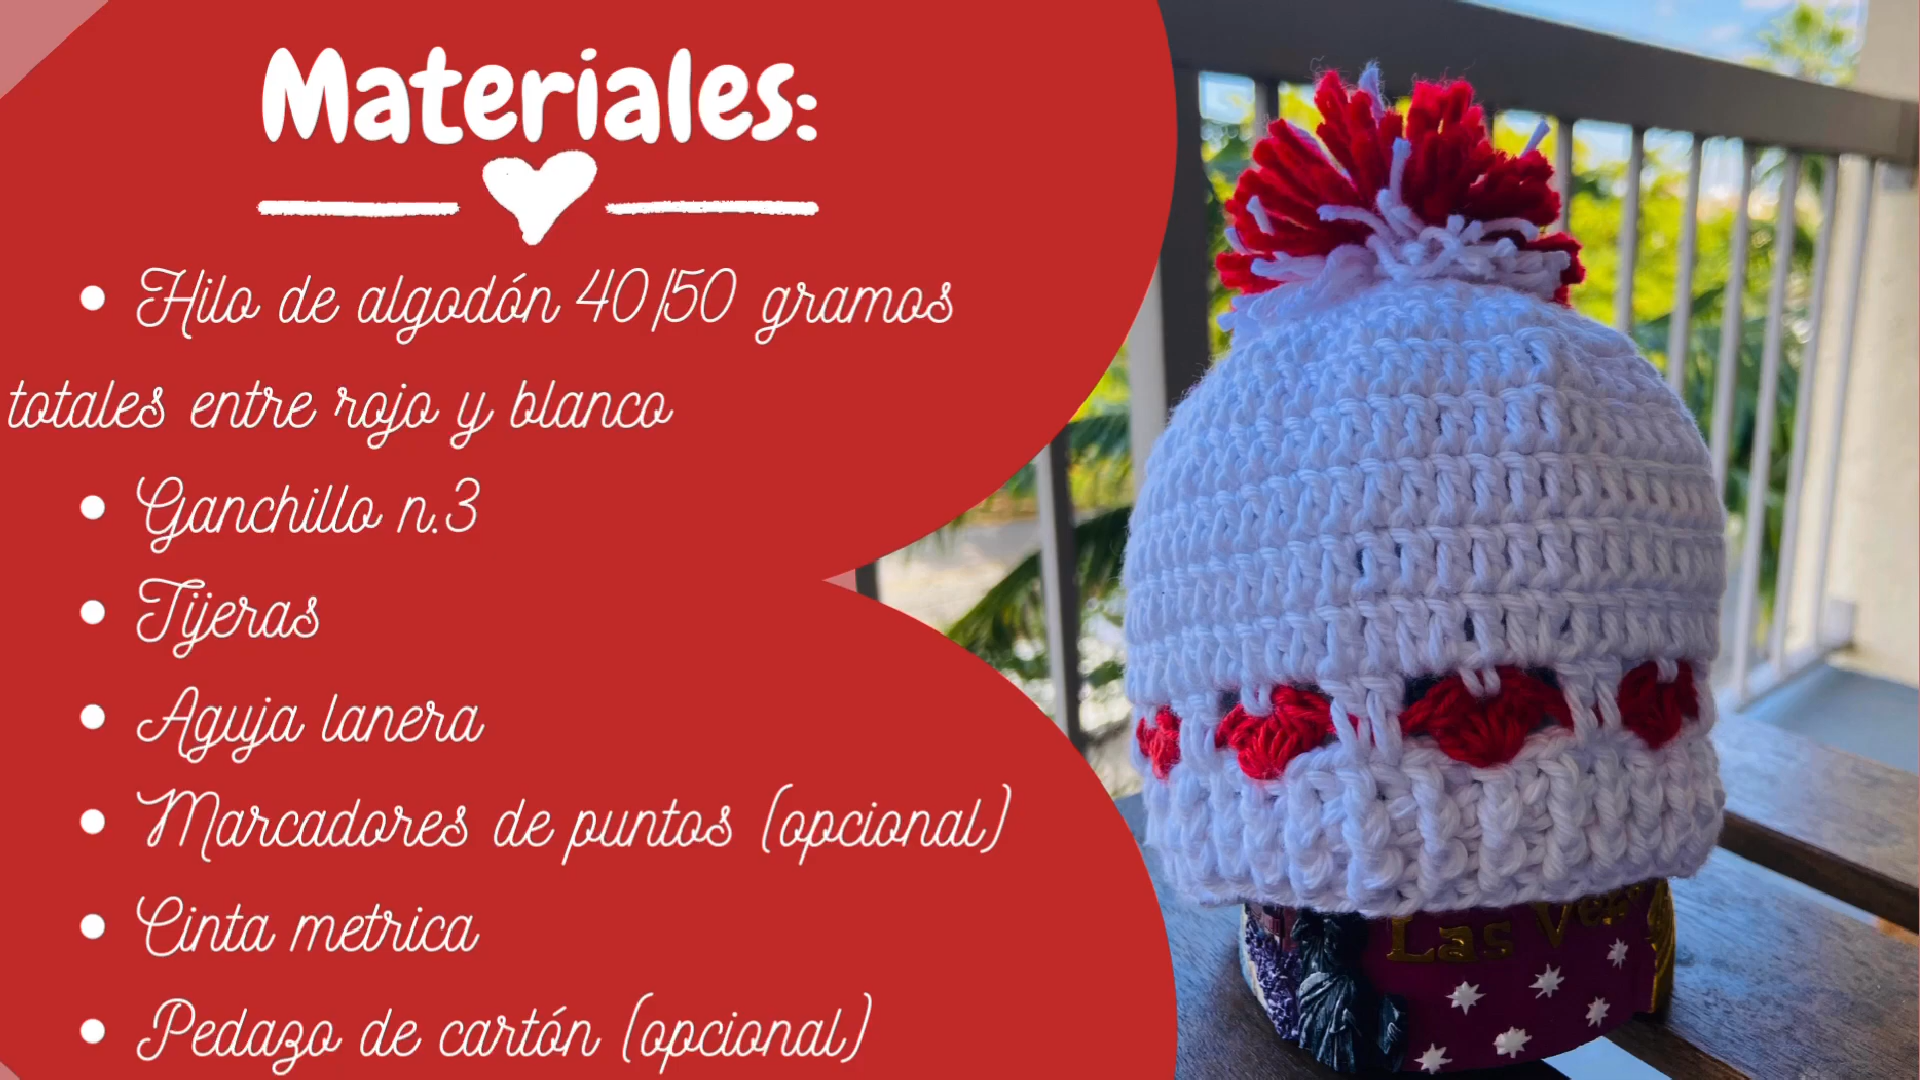 Materiales:
Hilo de algodón 40/50 gramos
totales entre rojo y blanco
Ganchillo n.3
Tijeras
Aguja lanera
Marcadores de puntos (opcional)
Cinta metrica
Pedazo de cartón (opcional)
Las Ve